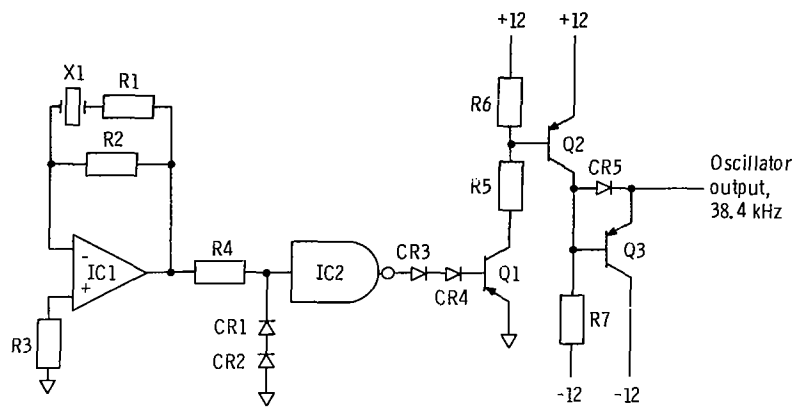 +12
+12
X1
R1
R6
R2
Q2
CR5
Oscillator
output,
38.4 kHz
R5
R4
CR3
Q3
-
IC1
+
IC2
CR4
Q1
R3
CR1
R7
CR2
-12
-12